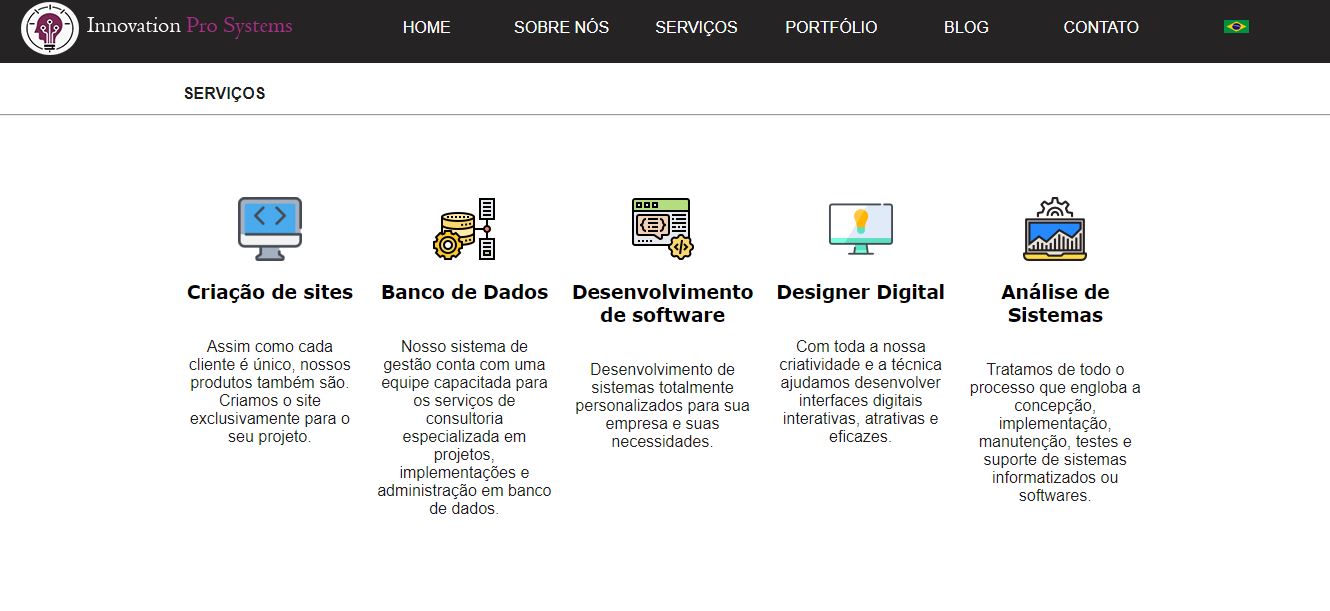 Innovation Pro Systems
HOME
SOBRE NÓS
SERVIÇOS
PORTFÓLIO
BLOG
CONTATO
SERVIÇOS
Criação de sites
Assim como cada
cliente é único, nossos
produtos também são.
Criamos o site
exclusivamente para o
seu projeto.
Banco de Dados
Nosso sistema de
gestão conta com uma
equipe capacitada para
os serviços de
consultoria
especializada em
projetos,
implementações e
administração em banco
de dados.
Desenvolvimento
de software
Desenvolvimento de
sistemas totalmente
personalizados para sua
empresa e suas
necessidades.
Designer Digital
Com toda a nossa
criatividade e a técnica
ajudamos desenvolver
interfaces digitais
interativas, atrativas e
eficazes.
Análise de
Sistemas
Tratamos de todo o
processo que engloba a
concepção,
implementação,
manutenção, testes e
suporte de sistemas
informatizados ou
softwares.